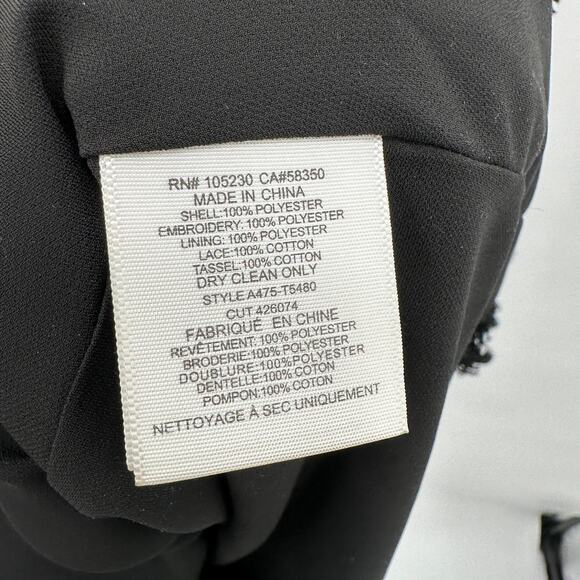 RN# 105230 CA#58350
MADE IN CHINA
SHELL:100% POLYESTER
EMBROIDERY: 100% POLYESTER
LINING: 100% POLYESTER
LACE:100% COTTON
TASSEL:100% COTTON
DRY CLEAN ONLY
STYLE A475-T5480
CUT 426074
FABRIQUÉ EN CHINE
REVÊTEMENT: 100% POLYESTER
BRODERIE: 100% POLYESTER
DOUBLURE:100%POLYESTER
DENTELLE:100% COTON
POMPON:100% COTON
NETTOYAGE À SEC UNIQUEMENT